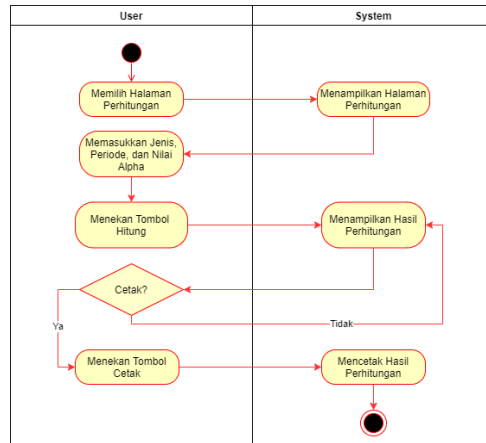 User
System
Memilih Halaman
Perhitungan
Menampilkan Halaman
Perhitungan
Memasukkan Jenis,
Periode, dan Nilai
Alpha
Menekan Tombol
Hitung
Menampilkan Hasil
Perhitungan
Cetak?
Ya
Tidak
Menekan Tombol
Cetak
Mencetak Hasil
Perhitungan